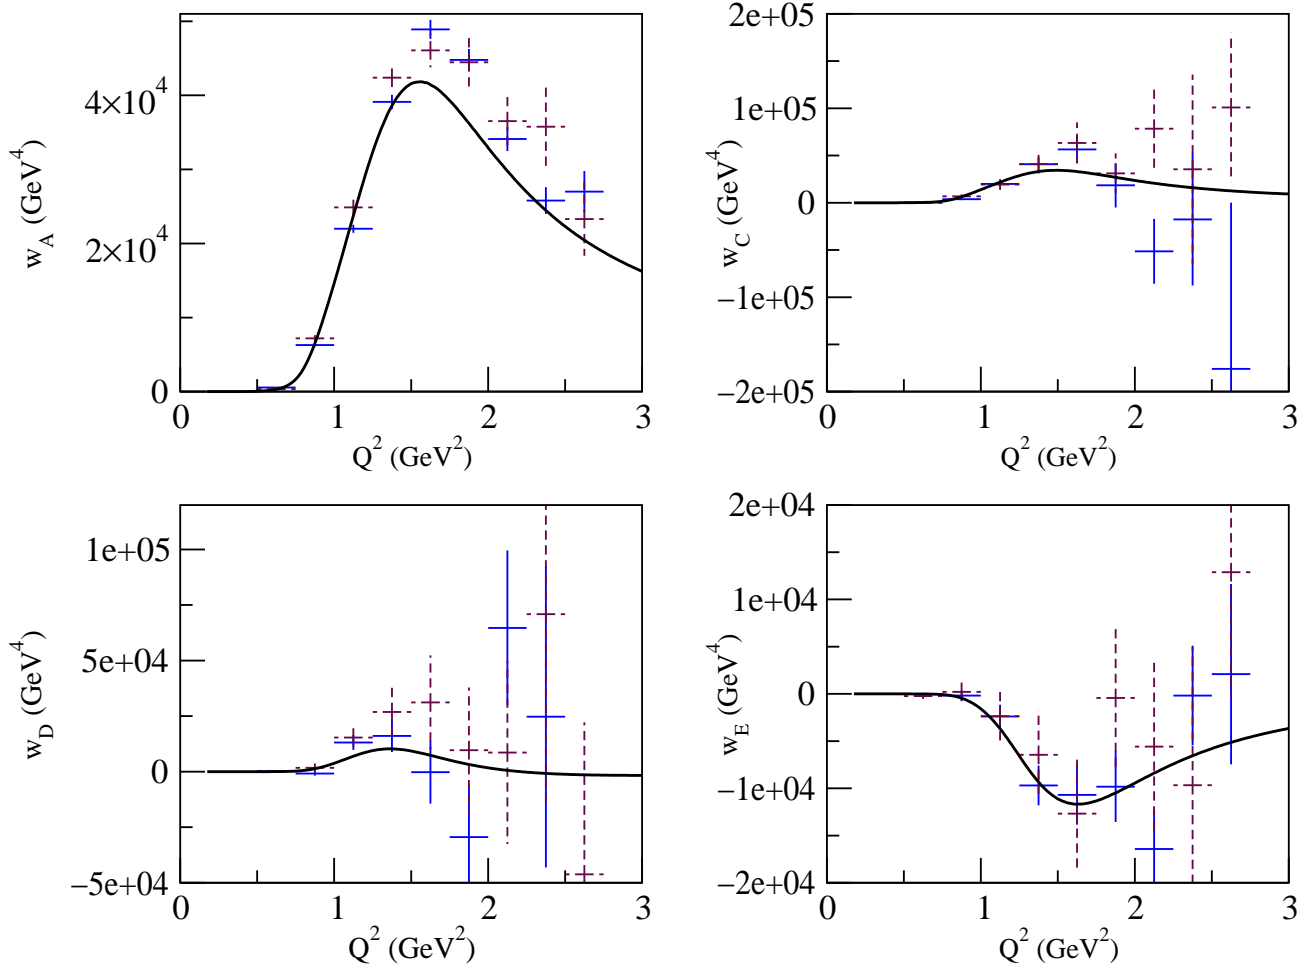 4×10^4
2×10^4
0
w_A (GeV^4)
0 1 2 3
Q^2 (GeV^2)
2e+05
1e+05
0
−1e+05
−2e+05
w_C (GeV^4)
0 1 2 3
Q^2 (GeV^2)
1e+05
5e+04
0
−5e+04
w_D (GeV^4)
0 1 2 3
Q^2 (GeV^2)
2e+04
1e+04
0
−1e+04
−2e+04
w_E (GeV^4)
0 1 2 3
Q^2 (GeV^2)